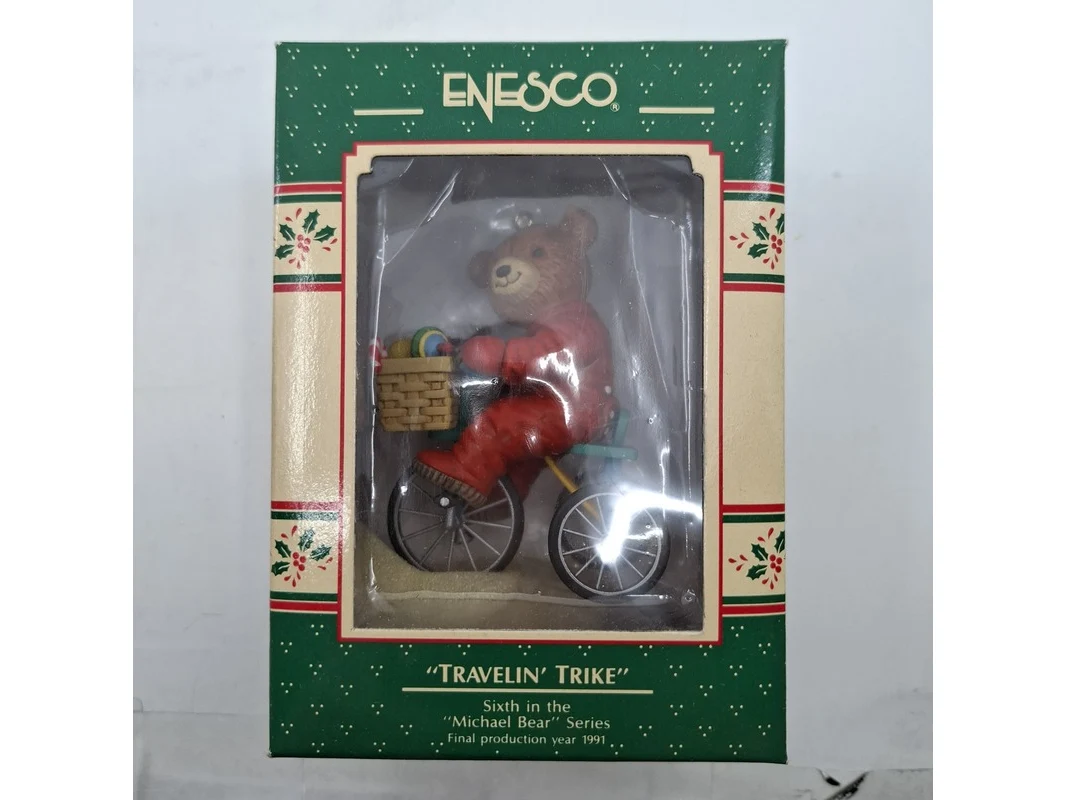 ENESCO®
"TRAVELIN' TRIKE"
Sixth in the
"Michael Bear" Series
Final production year 1991